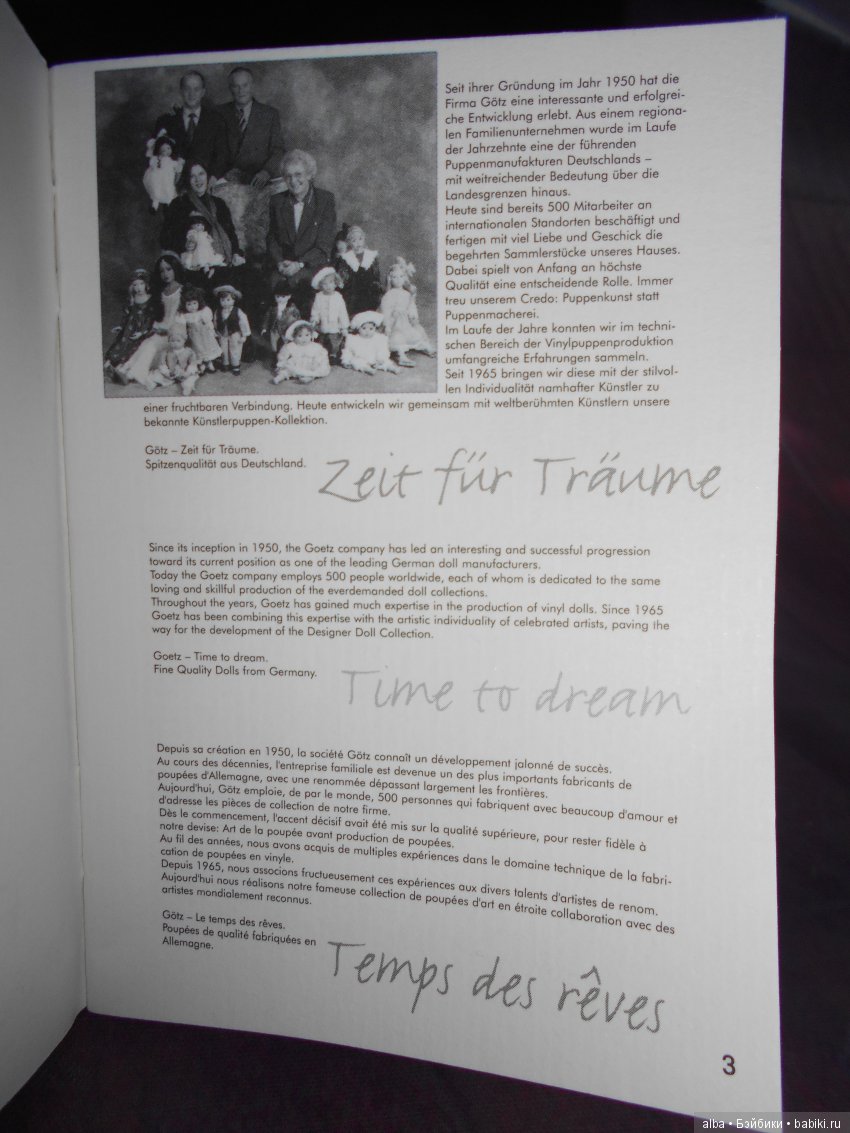 Seit ihrer Gründung im Jahr 1950 hat die
Firma Götz eine interessante und erfolgrei-
che Entwicklung erlebt. Aus einem regiona-
len Familienunternehmen wurde im Laufe
der Jahrzehnte eine der führenden
Puppenmanufakturen Deutschlands –
mit weitreichender Bedeutung über die
Landesgrenzen hinaus.
Heute sind bereits 500 Mitarbeiter an
internationalen Standorten beschäftigt und
fertigen mit viel Liebe und Geschick die
begehrten Sammlerstücke unseres Hauses.
Dabei spielt von Anfang an höchste
Qualität eine entscheidende Rolle. Immer
treu unserem Credo: Puppenkunst statt
Puppenmacherei.
Im Laufe der Jahre konnten wir im techni-
schen Bereich der Vinylpuppenproduktion
umfangreiche Erfahrungen sammeln.
Seit 1965 bringen wir diese mit der stilvol-
len Individualität namhafter Künstler zu
einer fruchtbaren Verbindung. Heute entwickeln wir gemeinsam mit weltberühmten Künstlern unsere
bekannte Künstlerpuppen-Kollektion.
Götz – Zeit für Träume.
Spitzenqualität aus Deutschland.
Zeit für Träume
Since its inception in 1950, the Goetz company has led an interesting and successful progression
toward its current position as one of the leading German doll manufacturers.
Today the Goetz company employs 500 people worldwide, each of whom is dedicated to the same
loving and skillful production of the everdemanded doll collections.
Throughout the years, Goetz has gained much expertise in the production of vinyl dolls. Since 1965
Goetz has been combining this expertise with the artistic individuality of celebrated artists, paving the
way for the development of the Designer Doll Collection.
Goetz – Time to dream.
Fine Quality Dolls from Germany.
Time to dream
Depuis sa création en 1950, la société Götz connaît un développement jalonné de succès.
Au cours des décennies, l'entreprise familiale est devenue un des plus importants fabricants de
poupées d'Allemagne, avec une renommée dépassant largement les frontières.
Aujourd'hui, Götz emploie, de par le monde, 500 personnes qui fabriquent avec beaucoup d'amour et
d'adresse les pièces de collection de notre firme.
Dès le commencement, l'accent décisif avait été mis sur la qualité supérieure, pour rester fidèle à
notre devise: Art de la poupée avant production de poupées.
Au fil des années, nous avons acquis de multiples expériences dans le domaine technique de la fabri-
cation de poupées en vinyle.
Depuis 1965, nous associons fructueusement ces expériences aux divers talents d'artistes de renom.
Aujourd'hui nous réalisons notre fameuse collection de poupées d'art en étroite collaboration avec des
artistes mondialement reconnus.
Götz – Le temps des rêves.
Poupées de qualité fabriquées en
Allemagne.
Temps des rêves
3
alba • Бэйбики • babiki.ru